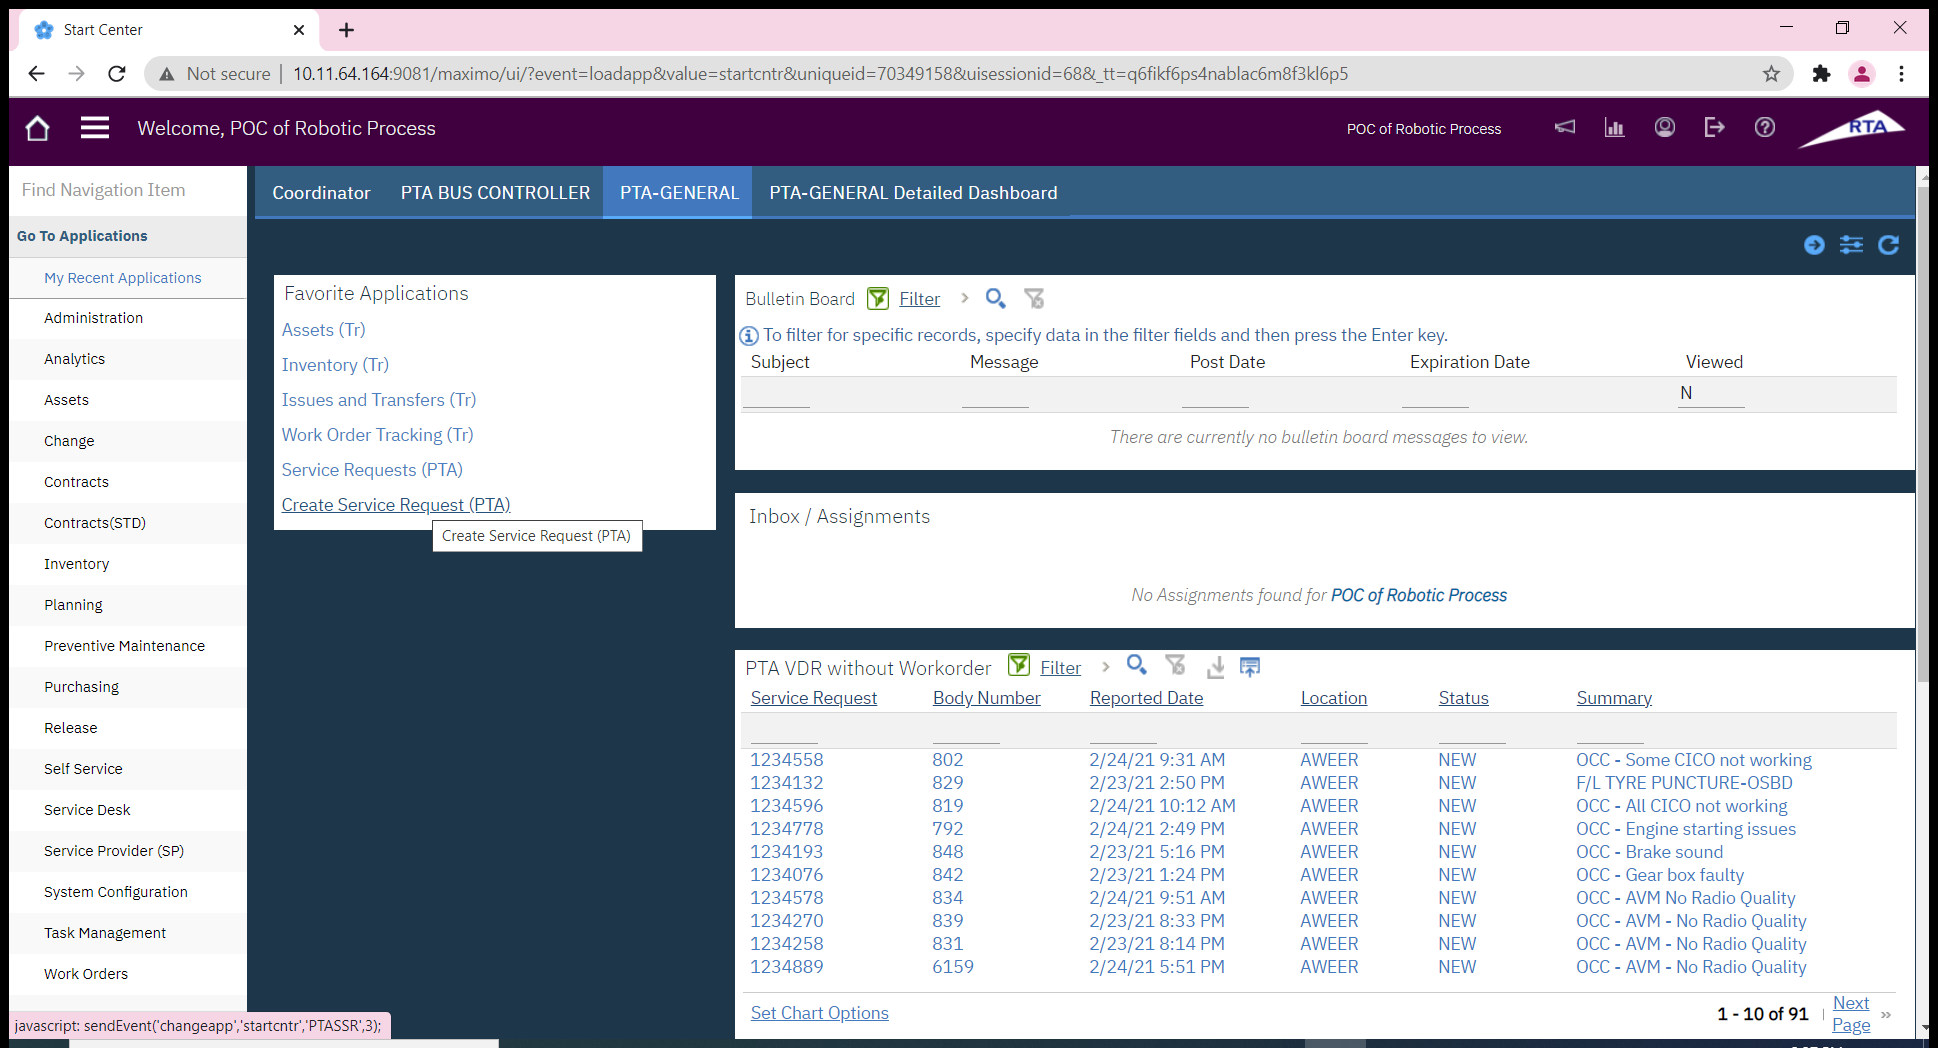 Start Center
Not secure | 10.11.64.164:9081/maximo/ui/?event=loadapp&value=startcntr&uniqueid=70349158&uisessionid=68&_tt=q6fikf6ps4nablac6m8f3kl6p5
Welcome, POC of Robotic Process
POC of Robotic Process
RTA
Find Navigation Item
Go To Applications
My Recent Applications
Administration
Analytics
Assets
Change
Contracts
Contracts(STD)
Inventory
Planning
Preventive Maintenance
Purchasing
Release
Self Service
Service Desk
Service Provider (SP)
System Configuration
Task Management
Work Orders
javascript: sendEvent('changeapp','startcntr','PTASSR',3);
Coordinator PTA BUS CONTROLLER PTA-GENERAL PTA-GENERAL Detailed Dashboard
Favorite Applications
Assets (Tr)
Inventory (Tr)
Issues and Transfers (Tr)
Work Order Tracking (Tr)
Service Requests (PTA)
Create Service Request (PTA)
Create Service Request (PTA)
Bulletin Board Filter
To filter for specific records, specify data in the filter fields and then press the Enter key.
Subject Message Post Date Expiration Date Viewed
N
There are currently no bulletin board messages to view.
Inbox / Assignments
No Assignments found for POC of Robotic Process
PTA VDR without Workorder Filter
Service Request Body Number Reported Date Location Status Summary
1234558 802 2/24/21 9:31 AM AWEER NEW OCC - Some CICO not working
1234132 829 2/23/21 2:50 PM AWEER NEW F/L TYRE PUNCTURE-OSBD
1234596 819 2/24/21 10:12 AM AWEER NEW OCC - All CICO not working
1234778 792 2/24/21 2:49 PM AWEER NEW OCC - Engine starting issues
1234193 848 2/23/21 5:16 PM AWEER NEW OCC - Brake sound
1234076 842 2/23/21 1:24 PM AWEER NEW OCC - Gear box faulty
1234578 834 2/24/21 9:51 AM AWEER NEW OCC - AVM No Radio Quality
1234270 839 2/23/21 8:33 PM AWEER NEW OCC - AVM - No Radio Quality
1234258 831 2/23/21 8:14 PM AWEER NEW OCC - AVM - No Radio Quality
1234889 6159 2/24/21 5:51 PM AWEER NEW OCC - AVM - No Radio Quality
Set Chart Options
1 - 10 of 91
Next
Page